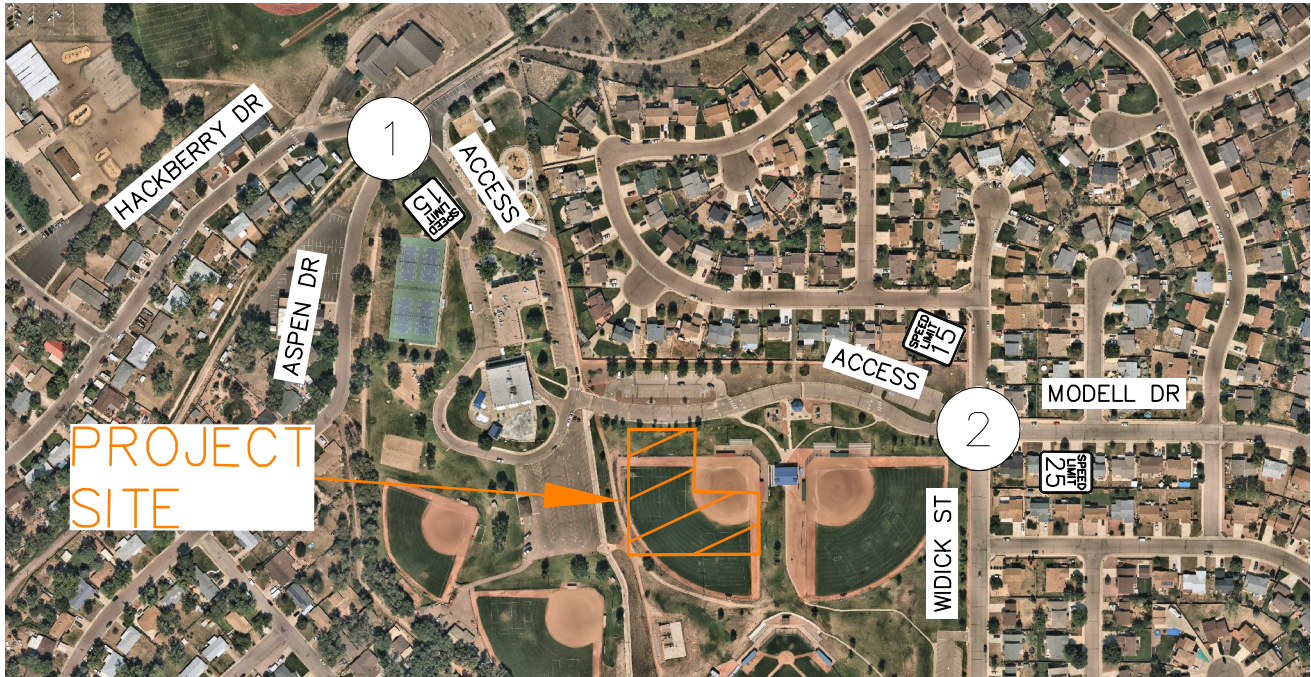 HACKBERRY DR
1
ACCESS
SPEED
LIMIT
15
ASPEN DR
SPEED
LIMIT
15
ACCESS
MODELL DR
2
PROJECT
SITE
SPEED
LIMIT
25
WIDICK ST